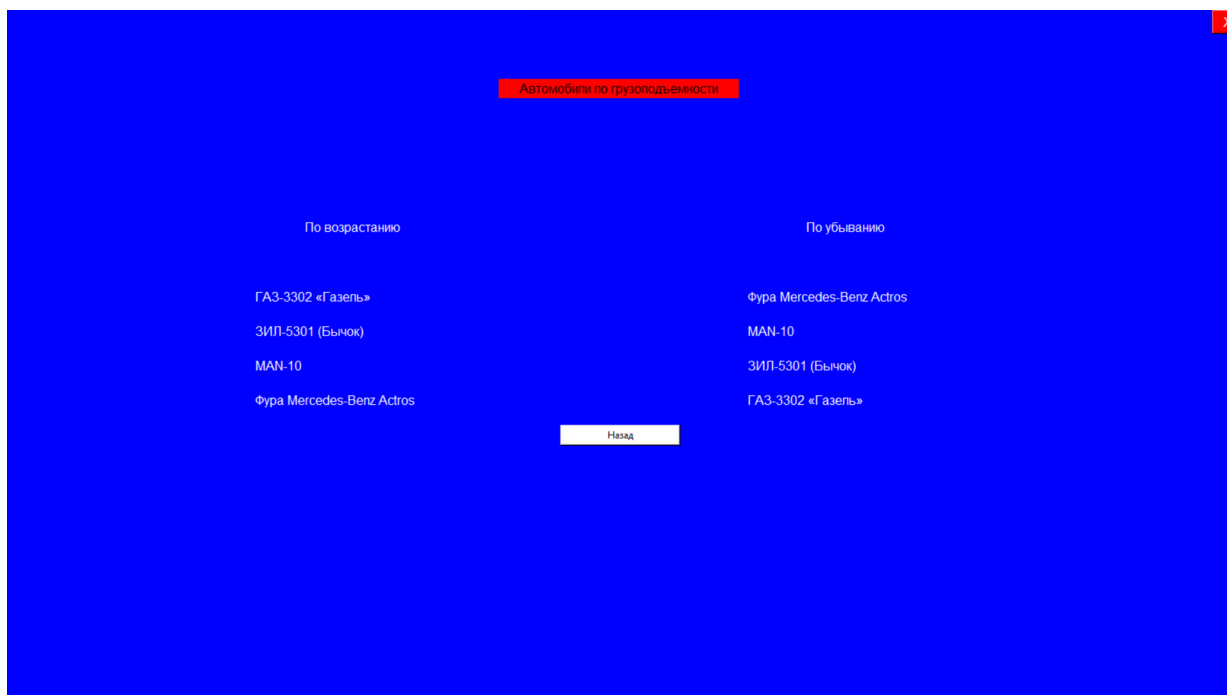 X
Автомобили по грузоподъемности
По возрастанию
ГАЗ-3302 «Газель»
ЗИЛ-5301 (Бычок)
MAN-10
Фура Mercedes-Benz Actros
По убыванию
Фура Mercedes-Benz Actros
MAN-10
ЗИЛ-5301 (Бычок)
ГАЗ-3302 «Газель»
Назад